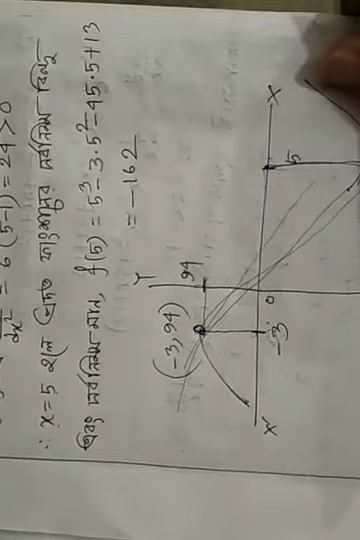 dx² = 6(5-1) = 24 > 0
∴ x = 5 হলে প্রদত্ত ফাংশনের সর্বনিম্ন বিন্দু
এবং সর্বনিম্ন মান, f(5) = 5³-3·5²-45·5+13
= -162
Y
94
(-3,94)
X' -3 0 5 X